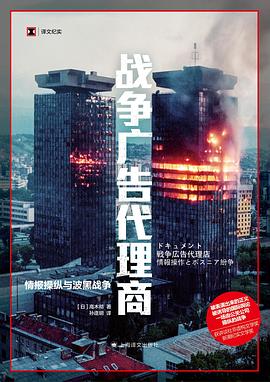 译文纪实
战争广告代理商
ドキュメント
戦争広告代理店
情報操作とボスニア紛争
情报操纵与波黑战争
[日]高木彻 著
孙逢明 译
上海译文出版社